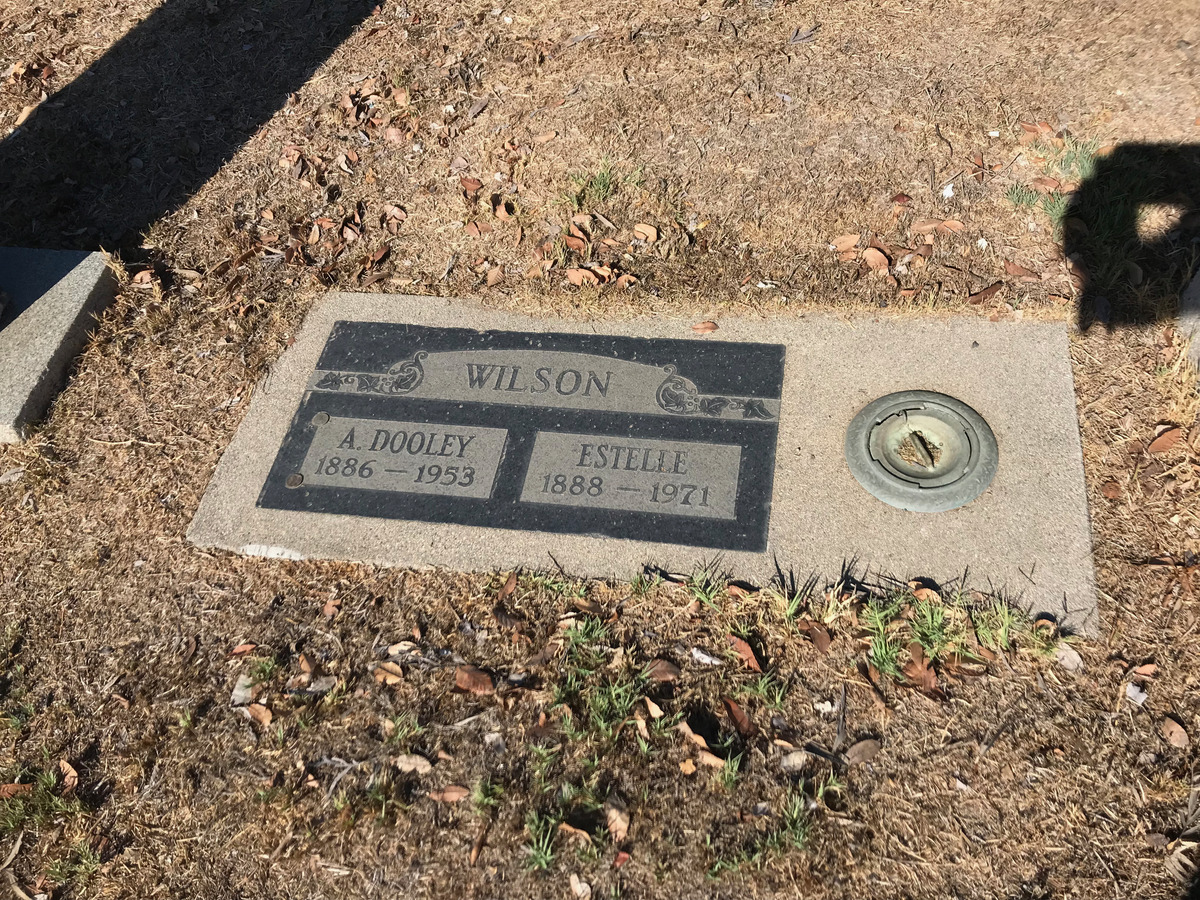 WILSON
A. DOOLEY
1886 — 1953
ESTELLE
1888 — 1971